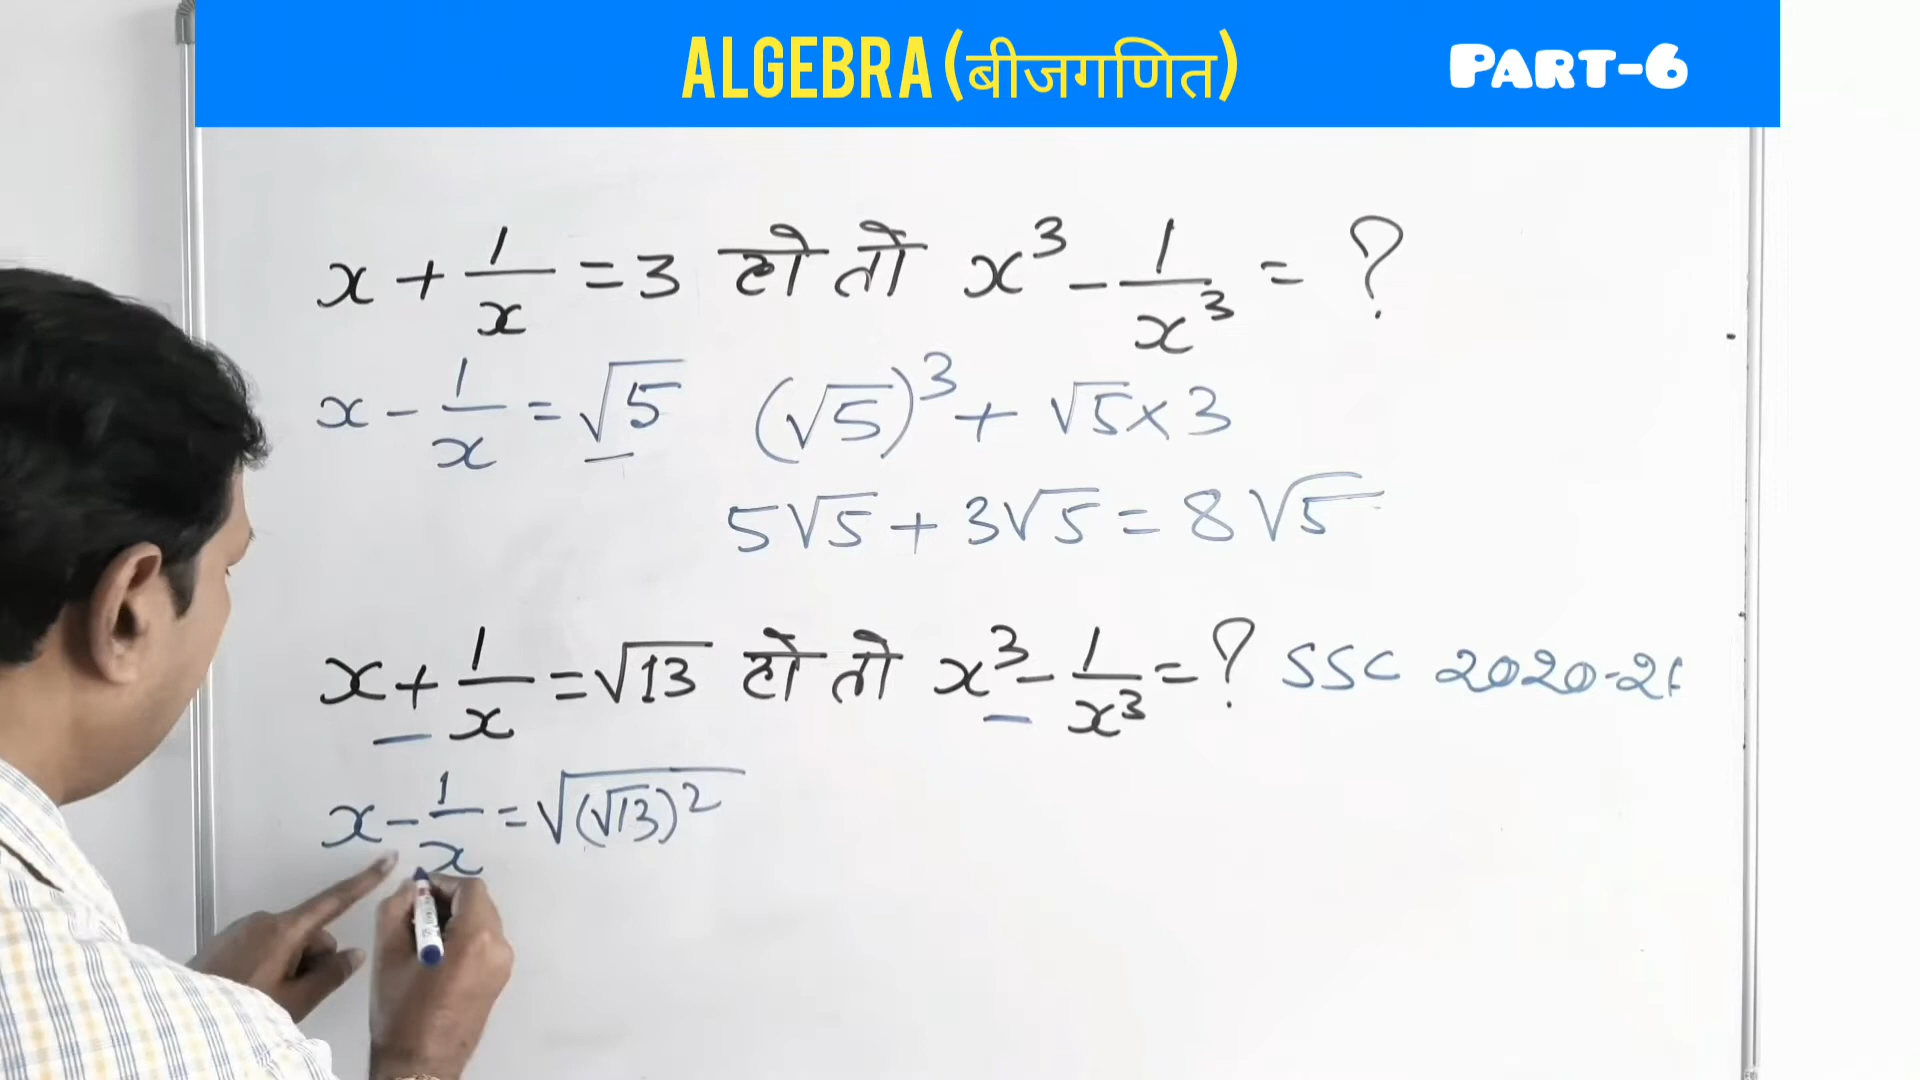 ALGEBRA (बीजगणित) PART-6
x + 1/x = 3 हो तो x³ - 1/x³ = ?
x - 1/x = √5 (√5)³ + √5 × 3
5√5 + 3√5 = 8√5
x + 1/x = √13 हो तो x³ - 1/x³ = ? SSC 2020-21
x - 1/x = √(√13)²